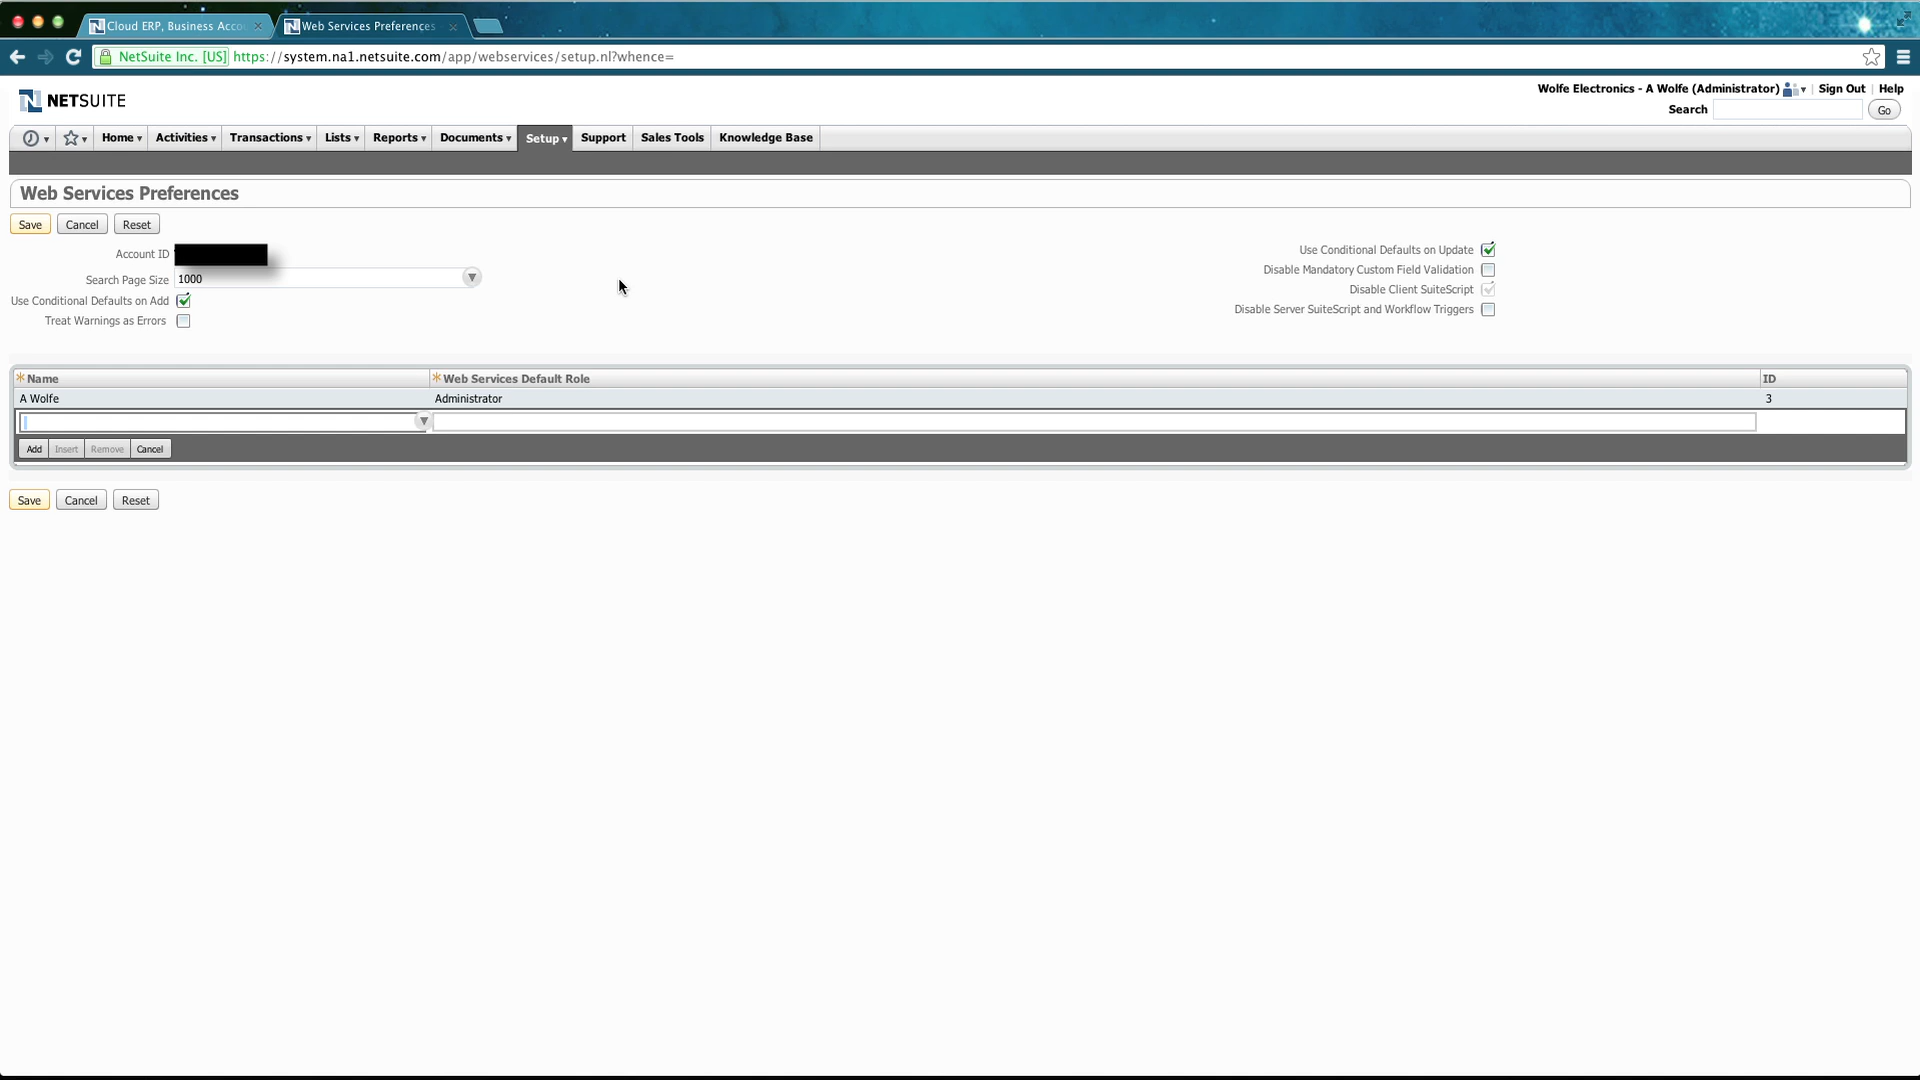 Cloud ERP, Business Acco
Web Services Preferences
NetSuite Inc. [US] https://system.na1.netsuite.com/app/webservices/setup.nl?whence=
NETSUITE
Wolfe Electronics - A Wolfe (Administrator) Sign Out Help
Search Go
Home Activities Transactions Lists Reports Documents Setup Support Sales Tools Knowledge Base
Web Services Preferences
Save Cancel Reset
Account ID
Search Page Size 1000
Use Conditional Defaults on Add
Treat Warnings as Errors
Use Conditional Defaults on Update
Disable Mandatory Custom Field Validation
Disable Client SuiteScript
Disable Server SuiteScript and Workflow Triggers
Name Web Services Default Role ID
A Wolfe Administrator 3
Add Insert Remove Cancel
Save Cancel Reset